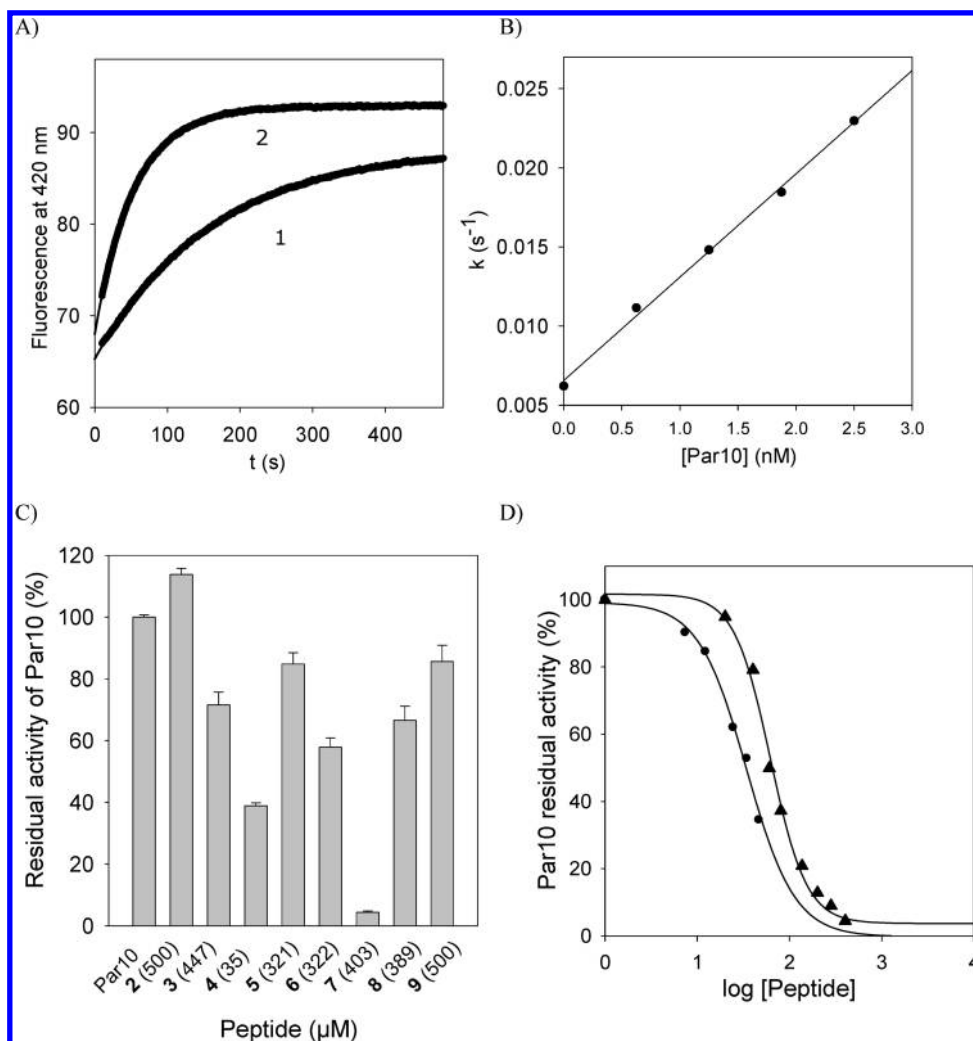 A)
Fluorescence at 420 nm
90
80
70
60
2
1
0 100 200 300 400
t (s)
B)
k (s⁻¹)
0.025
0.020
0.015
0.010
0.005
0.0 0.5 1.0 1.5 2.0 2.5 3.0
[Par10] (nM)
C)
Residual activity of Par10 (%)
120
100
80
60
40
20
0
Par10
2 (500)
3 (447)
4 (35)
5 (321)
6 (322)
7 (403)
8 (389)
9 (500)
Peptide (µM)
D)
Par10 residual activity (%)
100
80
60
40
20
0
0 1 2 3 4
log [Peptide]